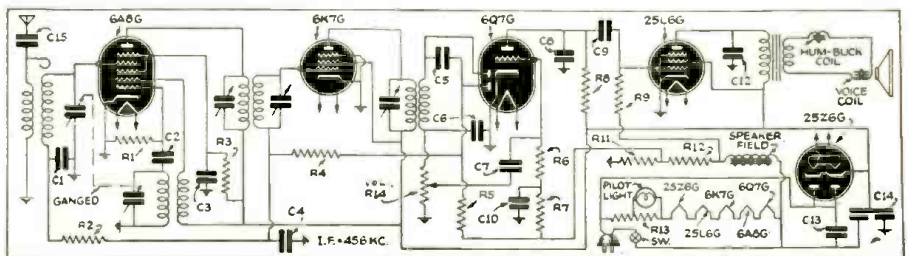 6A8G
6K7G
6Q7G
25L6G
C15
C1
R1
C2
R3
GANGED
R2
C3
C4
R4
I.F.=456 KC.
C5
C6
C7
VOL.
R14
R5
C10
R6
R7
C8
C9
R8
R9
C12
HUM-BUCK
COIL
VOICE
COIL
R11
R12
SPEAKER
FIELD
25Z6G
PILOT
LIGHT
25Z6G
6K7G
6Q7G
R13
SW.
25L6G
6A8G
C13
C14